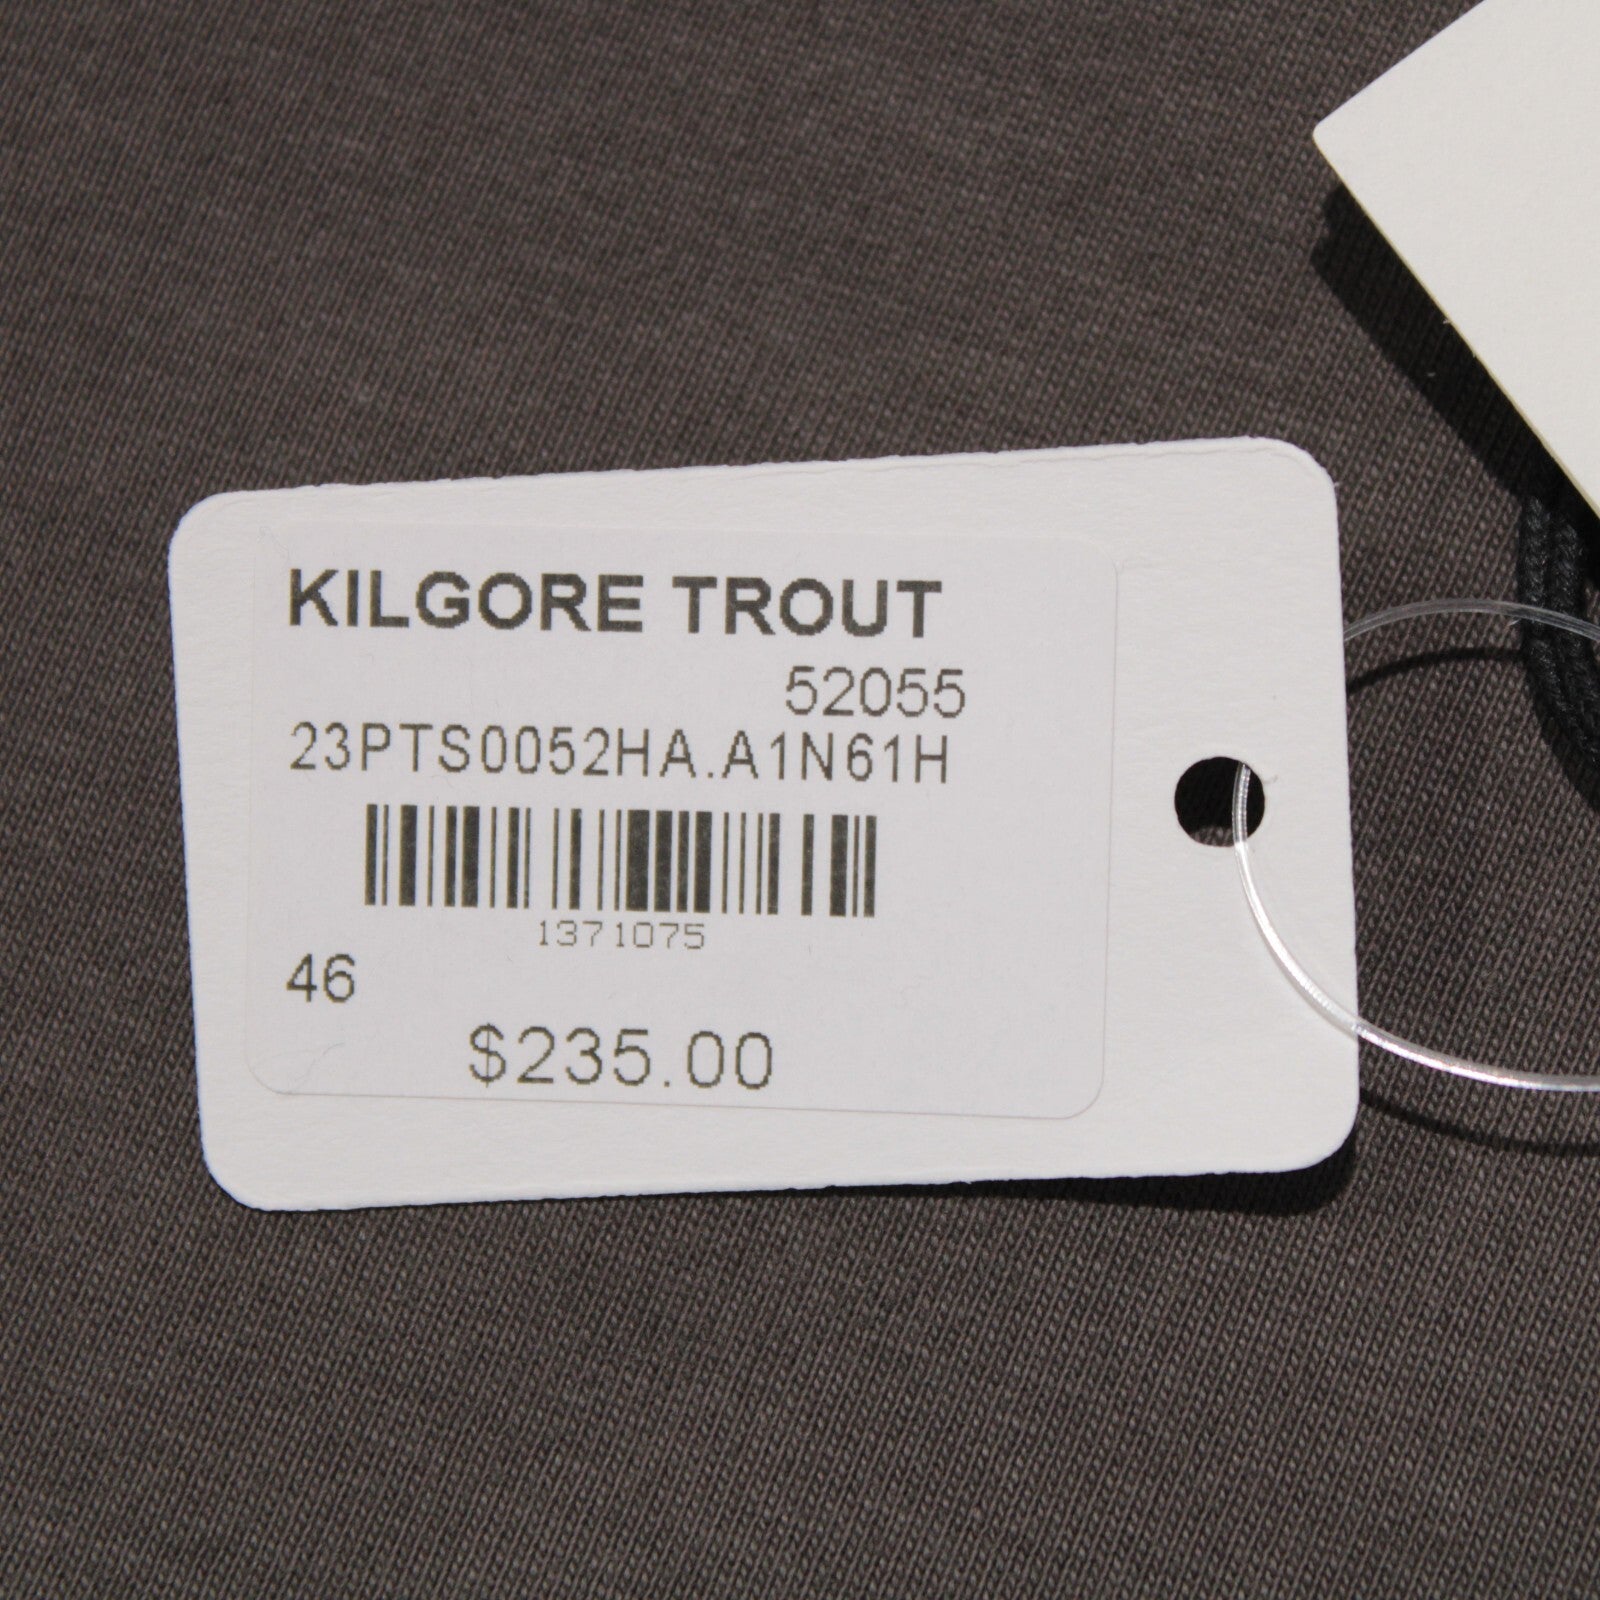 KILGORE TROUT
52055
23PTS0052HA.A1N61H
1371075
46
$235.00